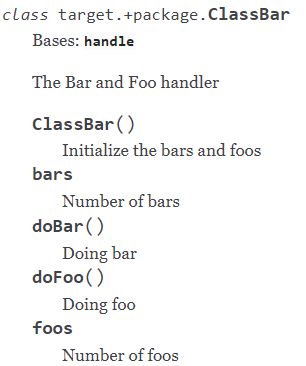 class target.+package.ClassBar
Bases: handle
The Bar and Foo handler
ClassBar()
Initialize the bars and foos
bars
Number of bars
doBar()
Doing bar
doFoo()
Doing foo
foos
Number of foos